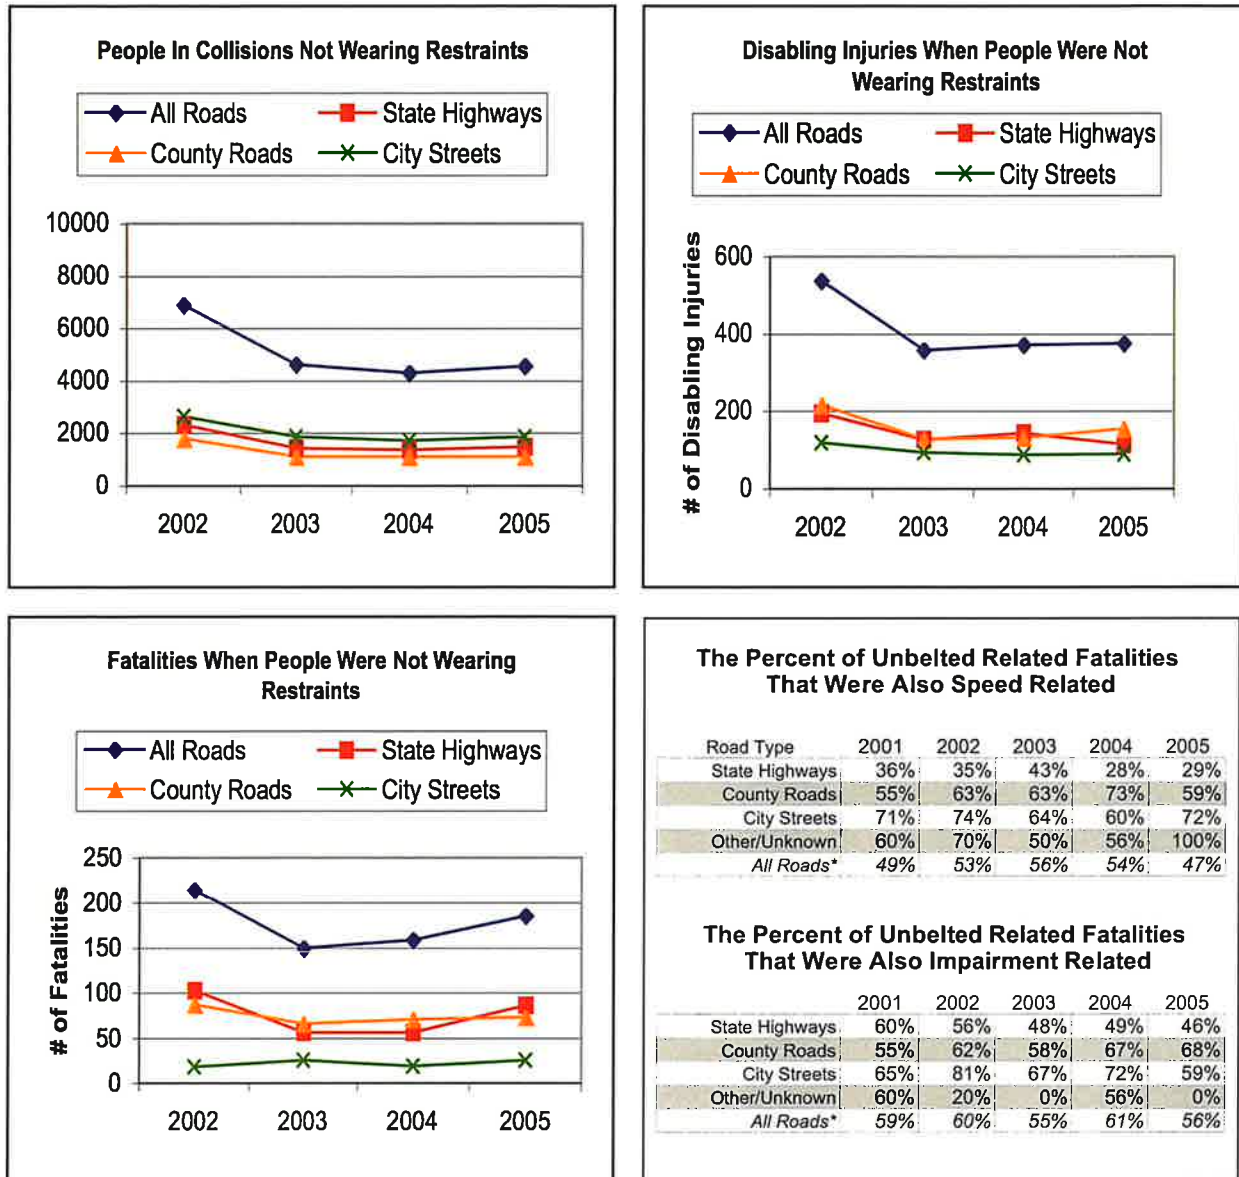 People In Collisions Not Wearing Restraints
All Roads State Highways
County Roads City Streets
10000
8000
6000
4000
2000
0
2002 2003 2004 2005
Disabling Injuries When People Were Not
Wearing Restraints
All Roads State Highways
County Roads City Streets
# of Disabling Injuries
600
400
200
0
2002 2003 2004 2005
Fatalities When People Were Not Wearing
Restraints
All Roads State Highways
County Roads City Streets
# of Fatalities
250
200
150
100
50
0
2002 2003 2004 2005
The Percent of Unbelted Related Fatalities
That Were Also Speed Related
Road Type 2001 2002 2003 2004 2005
State Highways 36% 35% 43% 28% 29%
County Roads 55% 63% 63% 73% 59%
City Streets 71% 74% 64% 60% 72%
Other/Unknown 60% 70% 50% 56% 100%
All Roads* 49% 53% 56% 54% 47%
The Percent of Unbelted Related Fatalities
That Were Also Impairment Related
2001 2002 2003 2004 2005
State Highways 60% 56% 48% 49% 46%
County Roads 55% 62% 58% 67% 68%
City Streets 65% 81% 67% 72% 59%
Other/Unknown 60% 20% 0% 56% 0%
All Roads* 59% 60% 55% 61% 56%